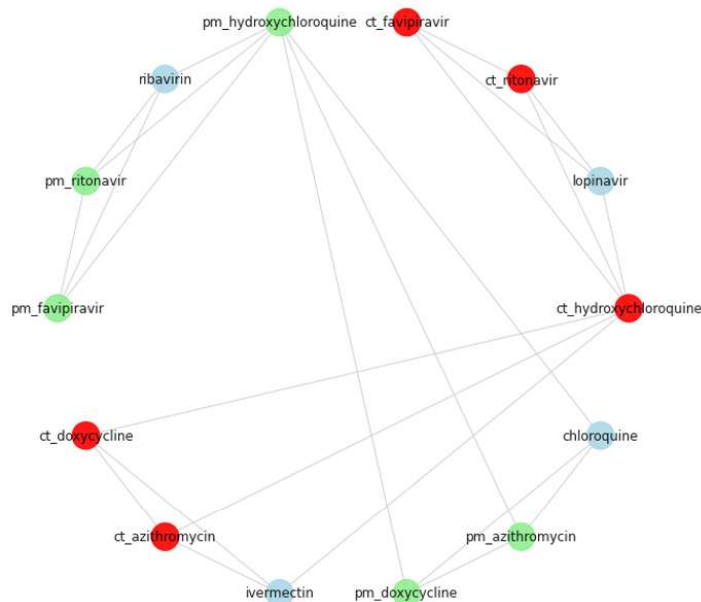 pm_hydroxychloroquine ct_favipiravir
ribavirin ct_ritonavir
pm_ritonavir lopinavir
pm_favipiravir ct_hydroxychloroquine
ct_doxycycline chloroquine
ct_azithromycin pm_azithromycin
ivermectin pm_doxycycline